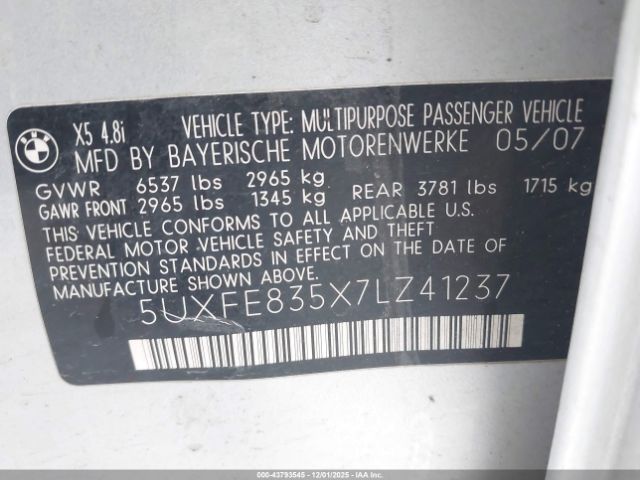 BMW
X5 4.8i
VEHICLE TYPE: MULTIPURPOSE PASSENGER VEHICLE
MFD BY BAYERISCHE MOTORENWERKE 05/07
GVWR 6537 lbs 2965 kg
GAWR FRONT 2965 lbs 1345 kg REAR 3781 lbs 1715 kg
THIS VEHICLE CONFORMS TO ALL APPLICABLE U.S.
FEDERAL MOTOR VEHICLE SAFETY AND THEFT
PREVENTION STANDARDS IN EFFECT ON THE DATE OF
MANUFACTURE SHOWN ABOVE.
5UXFE835X7LZ41237
000-43793545 • 12/01/2025 • IAAI.COM